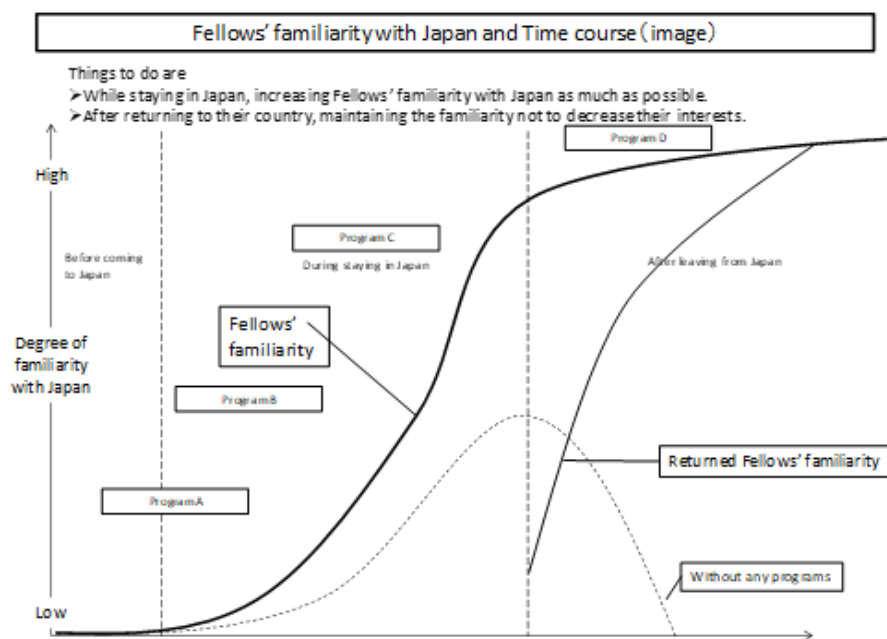 Fellows' familiarity with Japan and Time course(image)
Things to do are
➤While staying in Japan, increasing Fellows' familiarity with Japan as much as possible.
➤After returning to their country, maintaining the familiarity not to decrease their interests.
Program D
High
Program C
Before coming
to Japan
During staying in Japan
After leaving from Japan
Fellows'
familiarity
Degree of
familiarity
with Japan
Program B
Returned Fellows' familiarity
Program A
Without any programs
Low